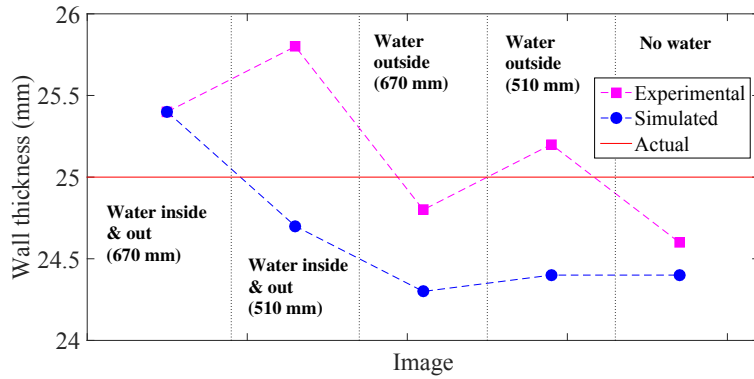 26
25.5
25
24.5
24
Wall thickness (mm)
Image
Water inside
& out
(670 mm)
Water inside
& out
(510 mm)
Water
outside
(670 mm)
Water
outside
(510 mm)
No water
Experimental
Simulated
Actual